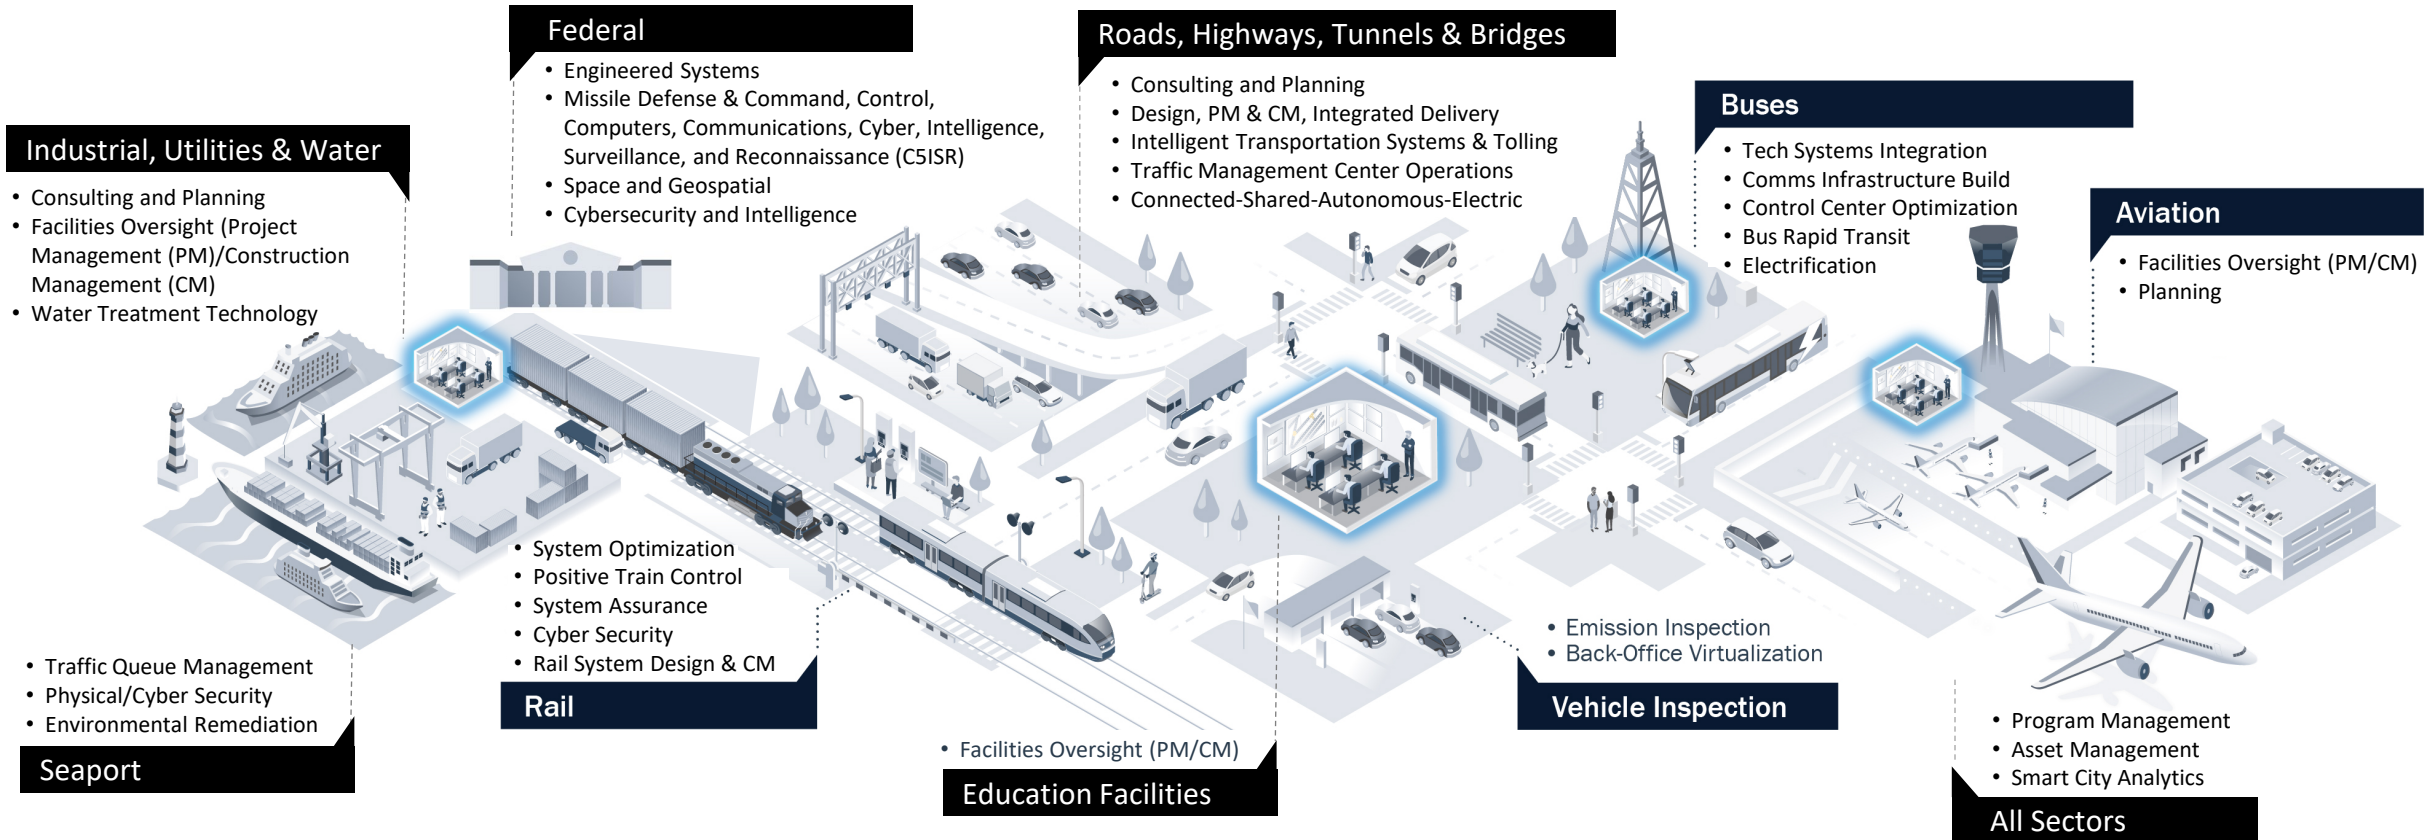 Federal
• Engineered Systems
• Missile Defense & Command, Control,
Computers, Communications, Cyber, Intelligence,
Surveillance, and Reconnaissance (C5ISR)
• Space and Geospatial
• Cybersecurity and Intelligence
Roads, Highways, Tunnels & Bridges
• Consulting and Planning
• Design, PM & CM, Integrated Delivery
• Intelligent Transportation Systems & Tolling
• Traffic Management Center Operations
• Connected-Shared-Autonomous-Electric
Buses
• Tech Systems Integration
• Comms Infrastructure Build
• Control Center Optimization
• Bus Rapid Transit
• Electrification
Industrial, Utilities & Water
• Consulting and Planning
• Facilities Oversight (Project
Management (PM)/Construction
Management (CM)
• Water Treatment Technology
Aviation
• Facilities Oversight (PM/CM)
• Planning
• System Optimization
• Positive Train Control
• System Assurance
• Cyber Security
• Rail System Design & CM
Rail
• Emission Inspection
• Back-Office Virtualization
Vehicle Inspection
• Traffic Queue Management
• Physical/Cyber Security
• Environmental Remediation
Seaport
• Facilities Oversight (PM/CM)
Education Facilities
• Program Management
• Asset Management
• Smart City Analytics
All Sectors